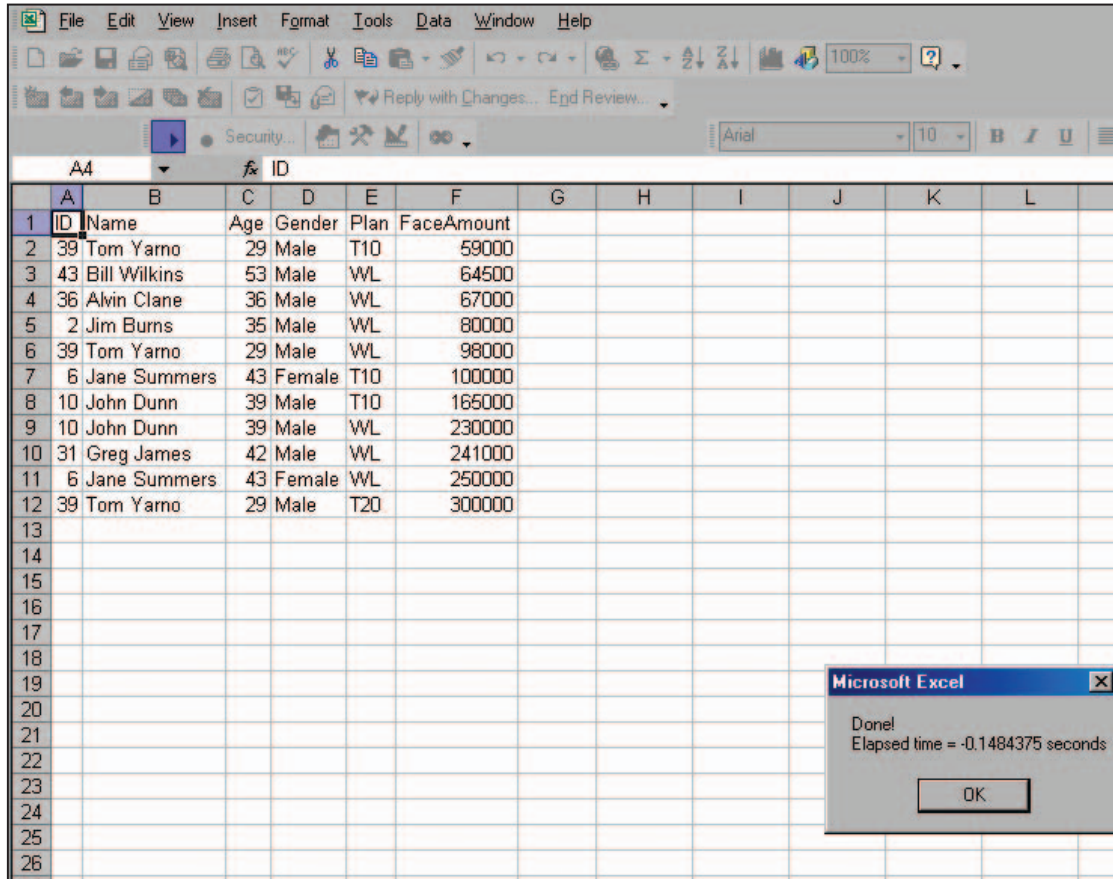 File Edit View Insert Format Tools Data Window Help
ABC 100%
Reply with Changes... End Review...
Security... Arial 10 B I U
A4 fx ID
A B C D E F G H I J K L
1 ID Name Age Gender Plan FaceAmount
2 39 Tom Yarno 29 Male T10 59000
3 43 Bill Wilkins 53 Male WL 64500
4 36 Alvin Clane 36 Male WL 67000
5 2 Jim Burns 35 Male WL 80000
6 39 Tom Yarno 29 Male WL 98000
7 6 Jane Summers 43 Female T10 100000
8 10 John Dunn 39 Male T10 165000
9 10 John Dunn 39 Male WL 230000
10 31 Greg James 42 Male WL 241000
11 6 Jane Summers 43 Female WL 250000
12 39 Tom Yarno 29 Male T20 300000
13
14
15
16
17
18
19
20
21
22
23
24
25
26
Microsoft Excel
Done!
Elapsed time = -0.1484375 seconds
OK